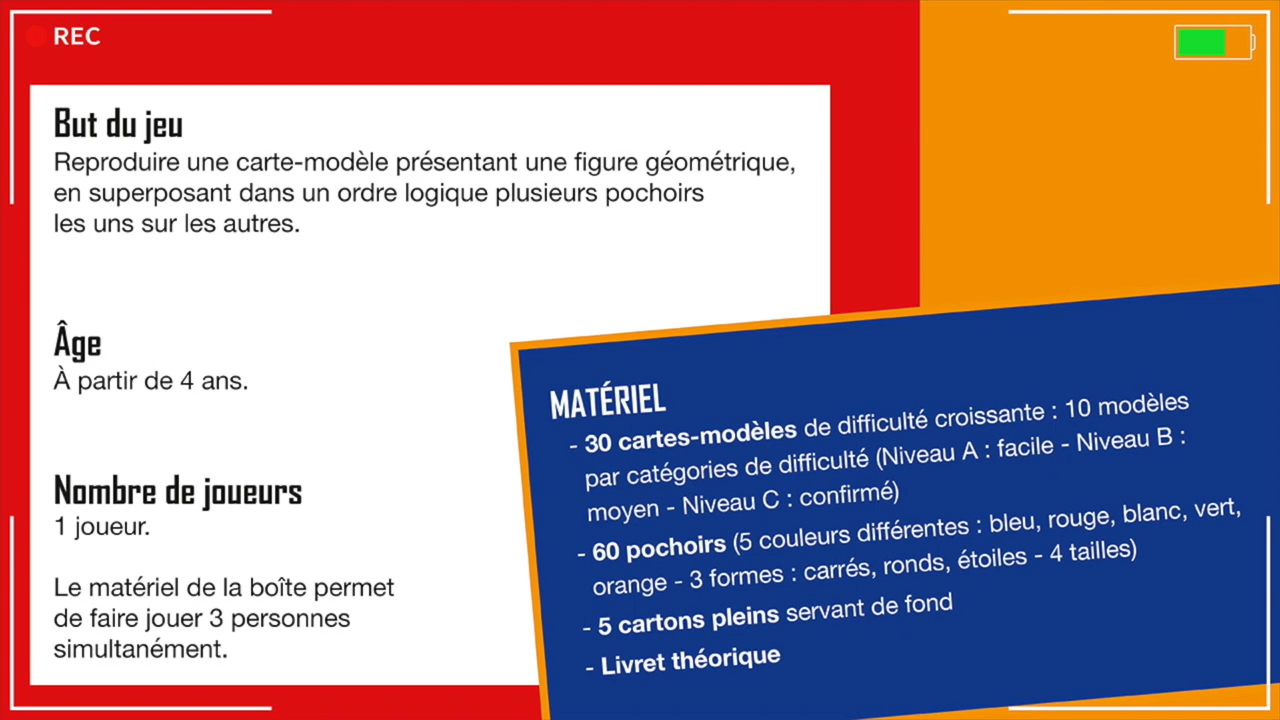 REC
But du jeu
Reproduire une carte-modèle présentant une figure géométrique,
en superposant dans un ordre logique plusieurs pochoirs
les uns sur les autres.
Âge
À partir de 4 ans.
Nombre de joueurs
1 joueur.
Le matériel de la boîte permet
de faire jouer 3 personnes
simultanément.
MATÉRIEL
- 30 cartes-modèles de difficulté croissante : 10 modèles
par catégories de difficulté (Niveau A : facile - Niveau B :
moyen - Niveau C : confirmé)
- 60 pochoirs (5 couleurs différentes : bleu, rouge, blanc, vert,
orange - 3 formes : carrés, ronds, étoiles - 4 tailles)
- 5 cartons pleins servant de fond
- Livret théorique